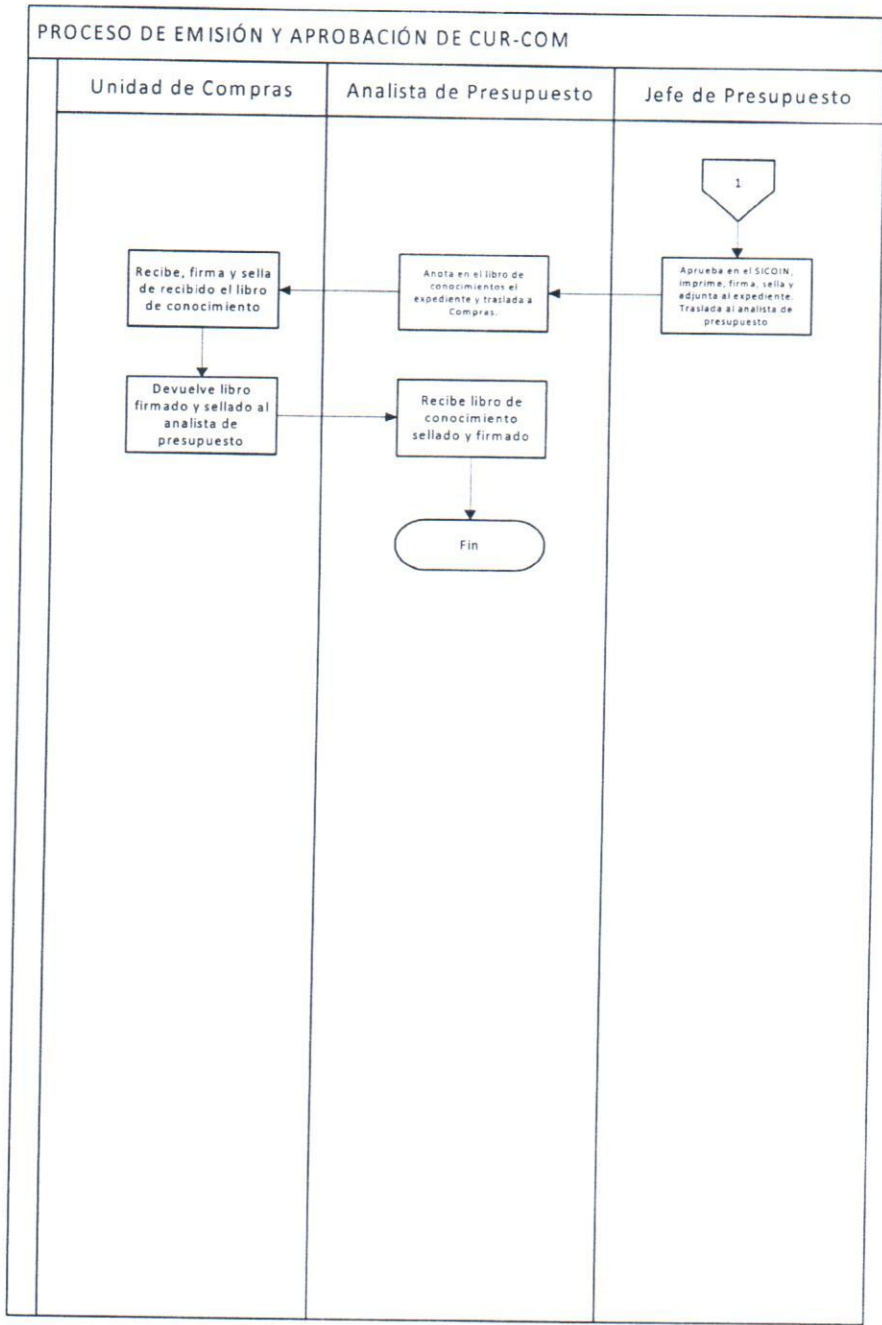 PROCESO DE EMISIÓN Y APROBACIÓN DE CUR-COM
Unidad de Compras
Analista de Presupuesto
Jefe de Presupuesto
1
Aprueba en el SICOIN,
imprime, firma, sella y
adjunta al expediente.
Traslada al analista de
presupuesto
Anota en el libro de
conocimientos el
expediente y traslada a
Compras.
Recibe, firma y sella
de recibido el libro
de conocimiento
Devuelve libro
firmado y sellado al
analista de
presupuesto
Recibe libro de
conocimiento
sellado y firmado
Fin